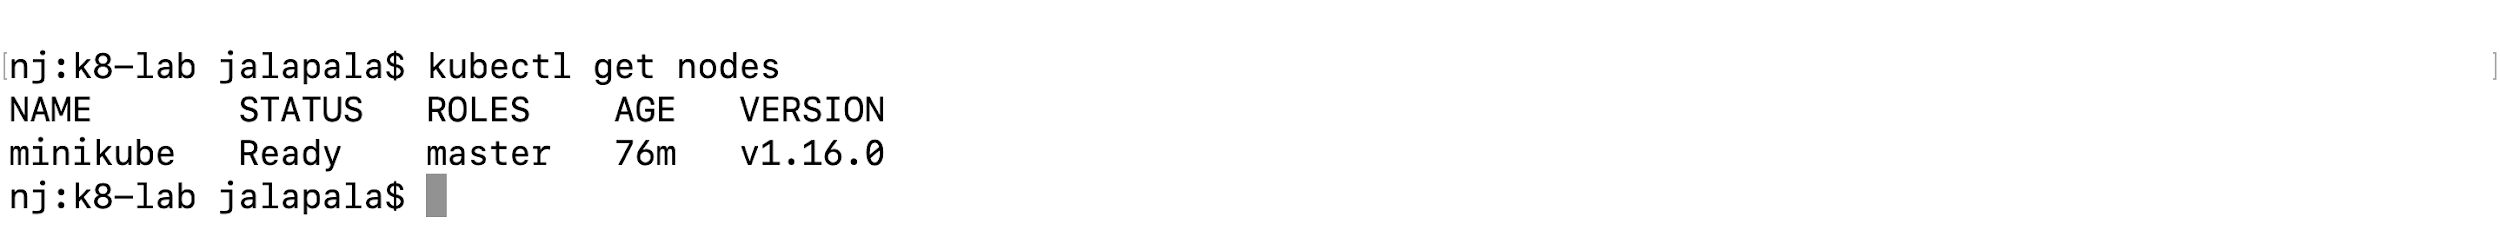 [nj:k8-lab jalapala$ kubectl get nodes ]
NAME       STATUS   ROLES    AGE   VERSION
minikube   Ready    master   76m   v1.16.0
nj:k8-lab jalapala$